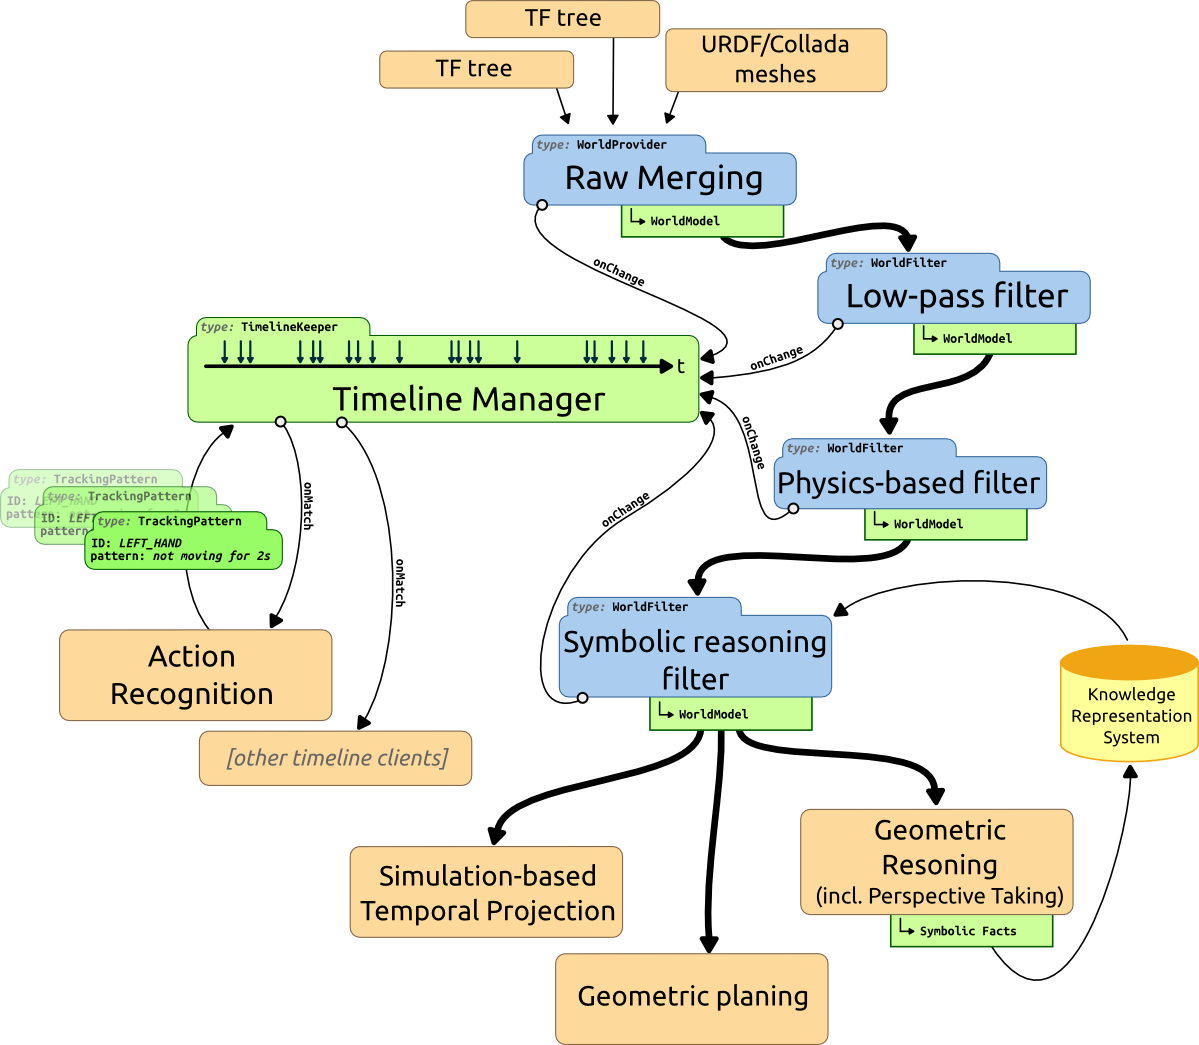 TF tree
TF tree
URDF/Collada
meshes
type: WorldProvider
Raw Merging
WorldModel
onChange
type: WorldFilter
Low-pass filter
WorldModel
onChange
type: TimelineKeeper
t
Timeline Manager
type: WorldFilter
Physics-based filter
WorldModel
onChange
onChange
type: TrackingPattern
ID: LEFT_HAND
type: TrackingPattern
ID: LEFT
pattern
type: TrackingPattern
ID: LEFT_HAND
pattern: not moving for 2s
onMatch
onMatch
type: WorldFilter
Symbolic reasoning
filter
WorldModel
Action
Recognition
[other timeline clients]
Knowledge
Representation
System
Simulation-based
Temporal Projection
Geometric
Resoning
(incl. Perspective Taking)
Symbolic Facts
Geometric planing